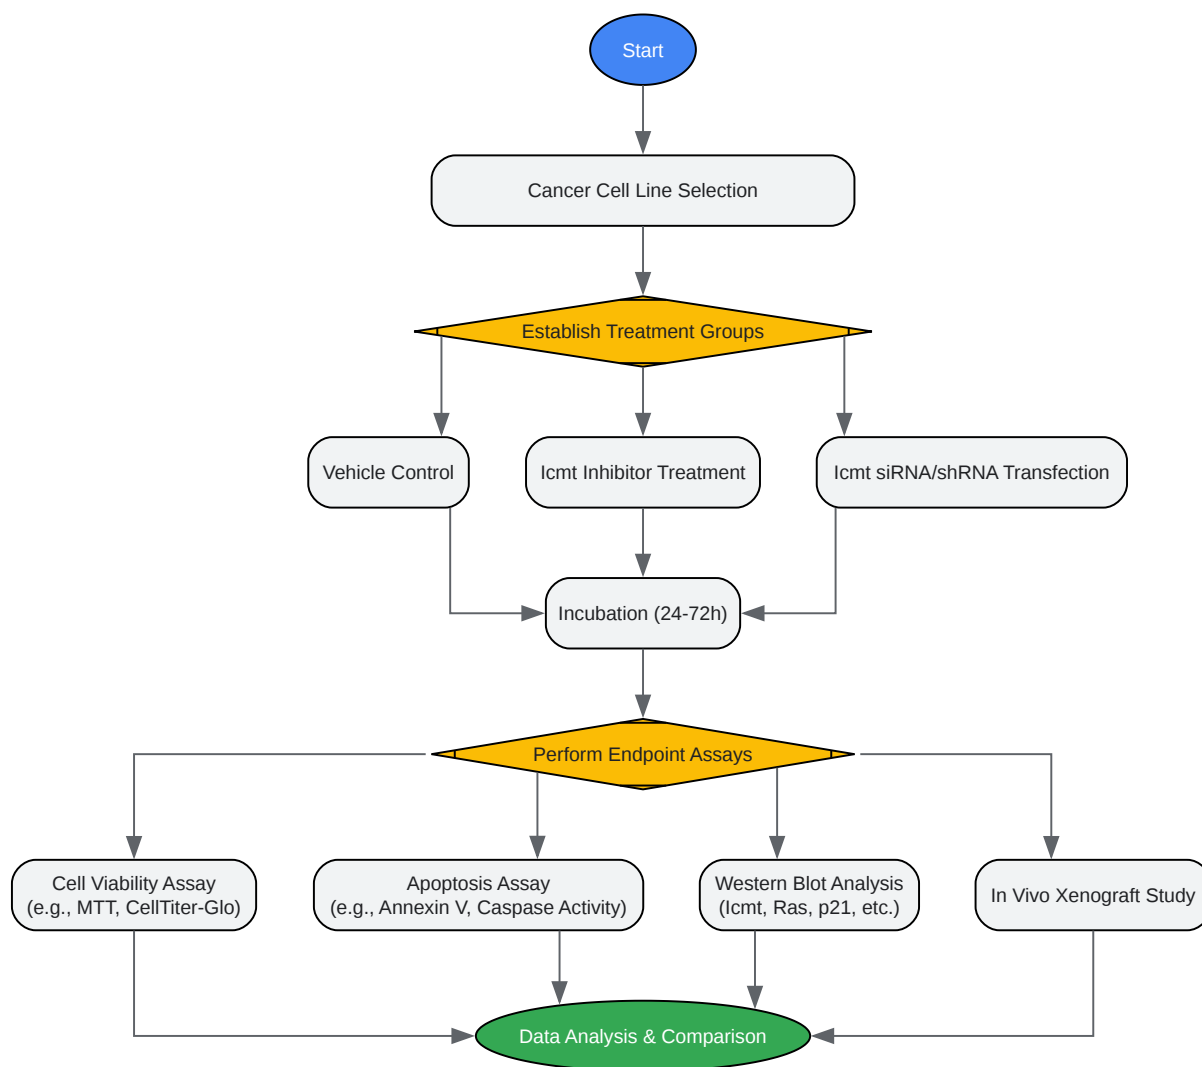 Start
Cancer Cell Line Selection
Establish Treatment Groups
Vehicle Control
Icmt Inhibitor Treatment
Icmt siRNA/shRNA Transfection
Incubation (24-72h)
Perform Endpoint Assays
Cell Viability Assay
(e.g., MTT, CellTiter-Glo)
Apoptosis Assay
(e.g., Annexin V, Caspase Activity)
Western Blot Analysis
(Icmt, Ras, p21, etc.)
In Vivo Xenograft Study
Data Analysis & Comparison